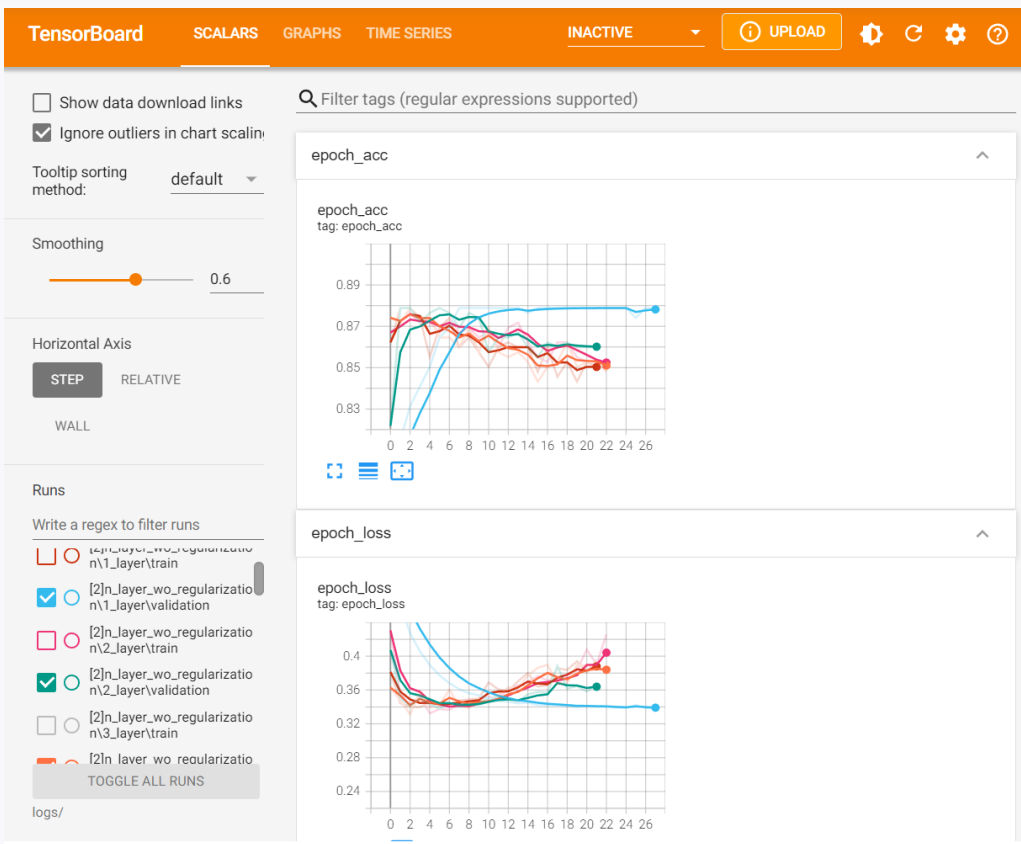 TensorBoard SCALARS GRAPHS TIME SERIES INACTIVE UPLOAD
Show data download links
Ignore outliers in chart scalin
Tooltip sorting
method:
default
Smoothing
0.6
Horizontal Axis
STEP RELATIVE
WALL
Runs
Write a regex to filter runs
[2]n_layer_wo_regularizatio
n\1_layer\train
[2]n_layer_wo_regularizatio
n\1_layer\validation
[2]n_layer_wo_regularizatio
n\2_layer\train
[2]n_layer_wo_regularizatio
n\2_layer\validation
[2]n_layer_wo_regularizatio
n\3_layer\train
[2]n_layer_wo_regularizatio
TOGGLE ALL RUNS
logs/
Filter tags (regular expressions supported)
epoch_acc
epoch_acc
tag: epoch_acc
0.89
0.87
0.85
0.83
0 2 4 6 8 10 12 14 16 18 20 22 24 26
epoch_loss
epoch_loss
tag: epoch_loss
0.4
0.36
0.32
0.28
0.24
0 2 4 6 8 10 12 14 16 18 20 22 24 26